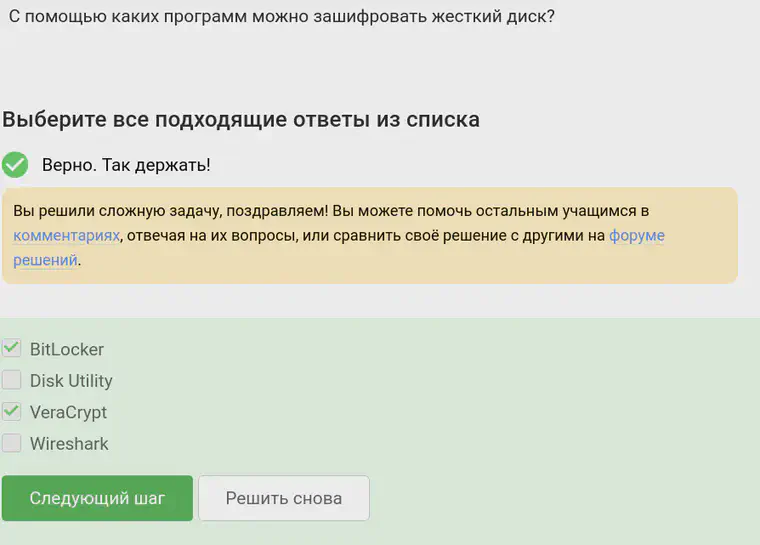 С помощью каких программ можно зашифровать жесткий диск?
Выберите все подходящие ответы из списка
Верно. Так держать!
Вы решили сложную задачу, поздравляем! Вы можете помочь остальным учащимся в
комментариях, отвечая на их вопросы, или сравнить своё решение с другими на форуме
решений.
BitLocker
Disk Utility
VeraCrypt
Wireshark
Следующий шаг
Решить снова